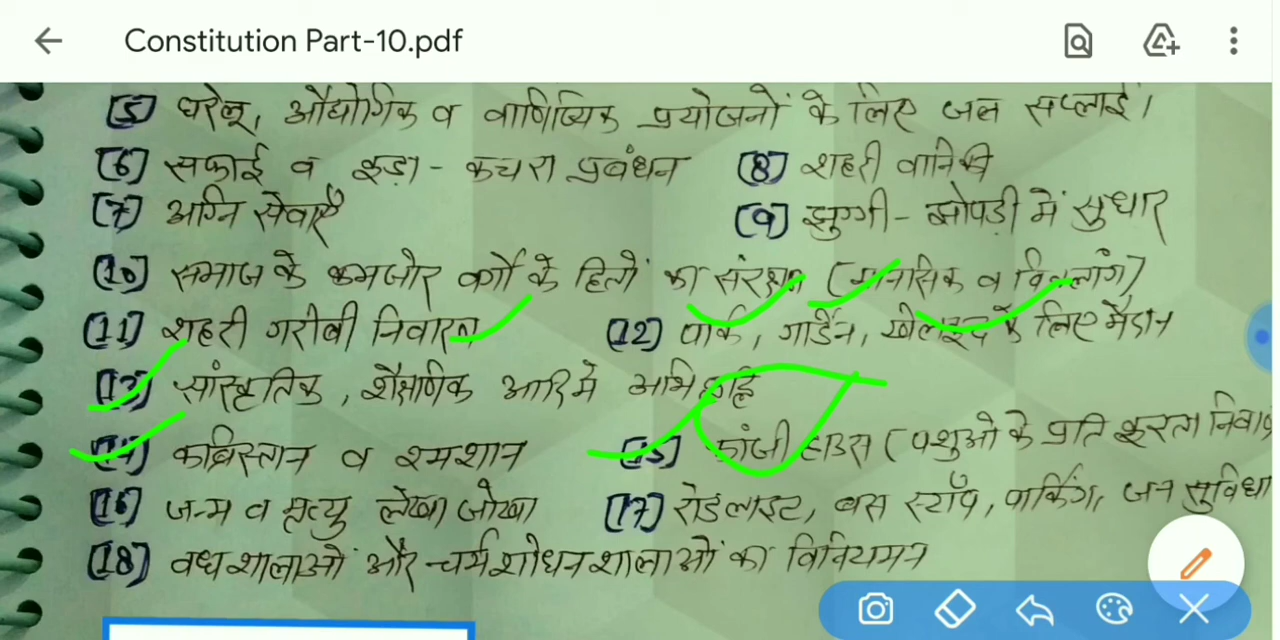 Constitution Part-10.pdf
[5] घरेलू, औद्योगिक व वाणिज्यिक प्रयोजनों के लिए जल सप्लाई।
[6] सफाई व कूड़ा-कचरा प्रबंधन [8] शहरी वानिकी
[7] अग्नि सेवाएँ [9] झुग्गी-झोपड़ी में सुधार
[10] समाज के कमजोर वर्गों के हितों का संरक्षण (मानसिक व विकलांग)
[11] शहरी गरीबी निवारण [12] पार्क, गार्डन, खेलकूद के लिए मैदान
[13] सांस्कृतिक, शैक्षणिक आदि में अभिवृद्धि
[14] कब्रिस्तान व श्मशान [15] कांजी हाउस (पशुओं के प्रति क्रूरता
[16] जन्म व मृत्यु लेखा जोखा [17] रोड लाइट, बस स्टॉप, पार्किंग, जन सुविधा
[18] वधशालाओं और चर्मशोधनशालाओं का विनियमन